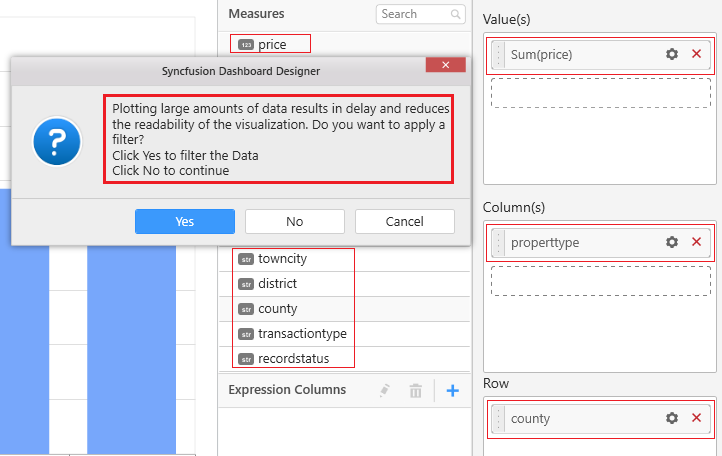 Measures
Search
123 price
Syncfusion Dashboard Designer
Plotting large amounts of data results in delay and reduces
the readability of the visualization. Do you want to apply a
filter?
Click Yes to filter the Data
Click No to continue
Yes
No
Cancel
str towncity
str district
str county
str transactiontype
str recordstatus
Expression Columns
Value(s)
Sum(price)
Column(s)
properttype
Row
county